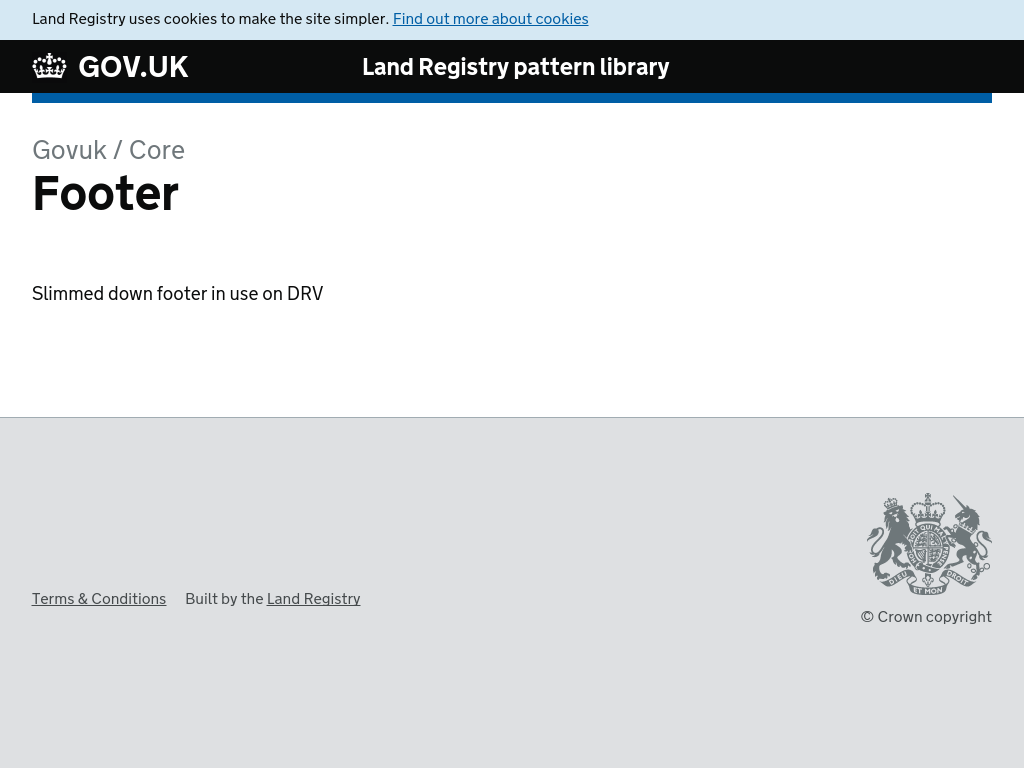 Land Registry uses cookies to make the site simpler. Find out more about cookies
GOV.UK
Land Registry pattern library
Govuk / Core
Footer
Slimmed down footer in use on DRV
DIEU ET MON DROIT
Terms & Conditions
Built by the Land Registry
© Crown copyright